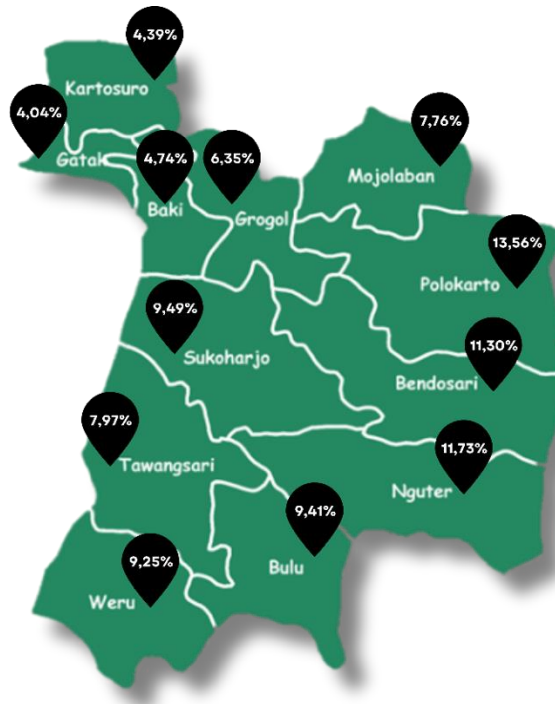 4,39%
Kartosuro
4,04%
Gatak
4,74%
Baki
6,35%
Grogol
7,76%
Mojolaban
13,56%
Polokarto
9,49%
Sukoharjo
11,30%
Bendosari
7,97%
Tawangsari
11,73%
Nguter
9,41%
Bulu
9,25%
Weru